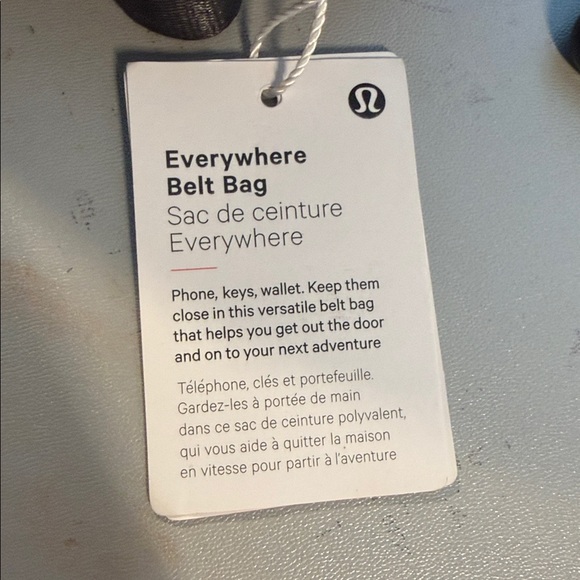 Everywhere
Belt Bag
Sac de ceinture
Everywhere
Phone, keys, wallet. Keep them
close in this versatile belt bag
that helps you get out the door
and on to your next adventure
Téléphone, clés et portefeuille.
Gardez-les à portée de main
dans ce sac de ceinture polyvalent,
qui vous aide à quitter la maison
en vitesse pour partir à l'aventure